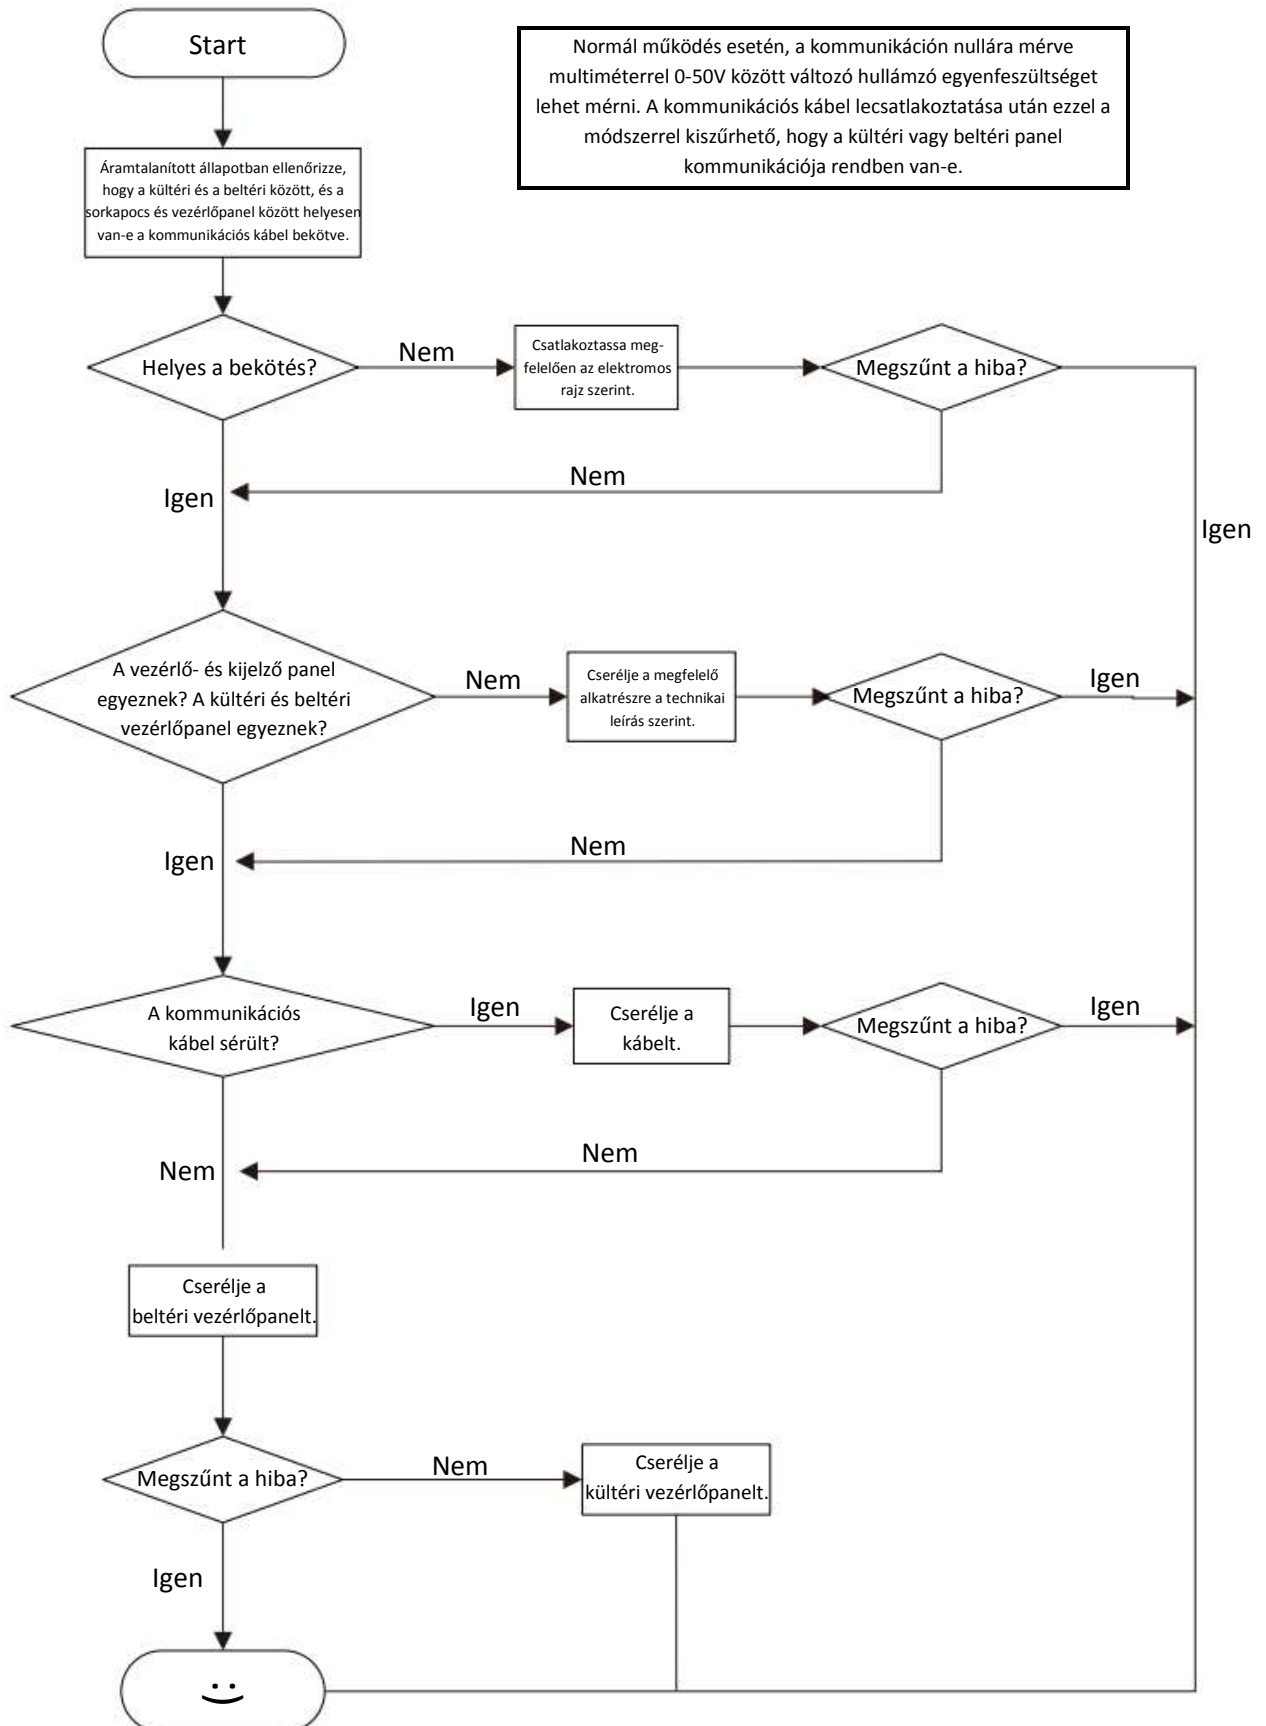 Start
Normál működés esetén, a kommunikáción nullára mérve
multiméterrel 0-50V között változó hullámzó egyenfeszültséget
lehet mérni. A kommunikációs kábel lecsatlakoztatása után ezzel a
módszerrel kiszűrhető, hogy a kültéri vagy beltéri panel
kommunikációja rendben van-e.
Áramtalanított állapotban ellenőrizze,
hogy a kültéri és a beltéri között, és a
sorkapocs és vezérlőpanel között helyesen
van-e a kommunikációs kábel bekötve.
Helyes a bekötés?
Nem
Csatlakoztassa meg-
felelően az elektromos
rajz szerint.
Megszűnt a hiba?
Nem
Igen
Igen
A vezérlő- és kijelző panel
egyeznek? A kültéri és beltéri
vezérlőpanel egyeznek?
Nem
Cserélje a megfelelő
alkatrészre a technikai
leírás szerint.
Megszűnt a hiba?
Igen
Nem
Igen
A kommunikációs
kábel sérült?
Igen
Cserélje a
kábelt.
Megszűnt a hiba?
Igen
Nem
Nem
Cserélje a
beltéri vezérlőpanelt.
Megszűnt a hiba?
Nem
Cserélje a
kültéri vezérlőpanelt.
Igen